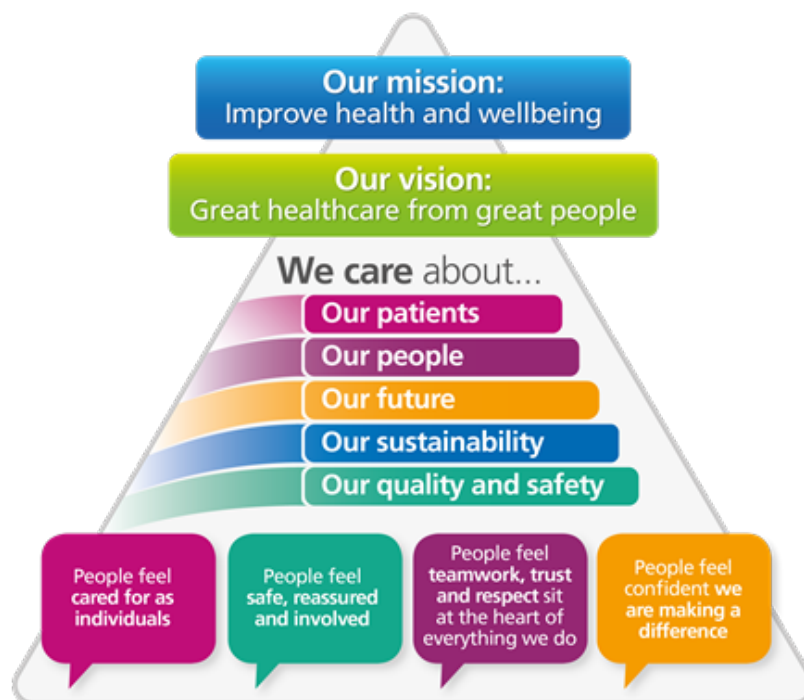 Our mission:
Improve health and wellbeing
Our vision:
Great healthcare from great people
We care about...
Our patients
Our people
Our future
Our sustainability
Our quality and safety
People feel
cared for as
individuals
People feel
safe, reassured
and involved
People feel
teamwork, trust
and respect sit
at the heart of
everything we do
People feel
confident we
are making a
difference